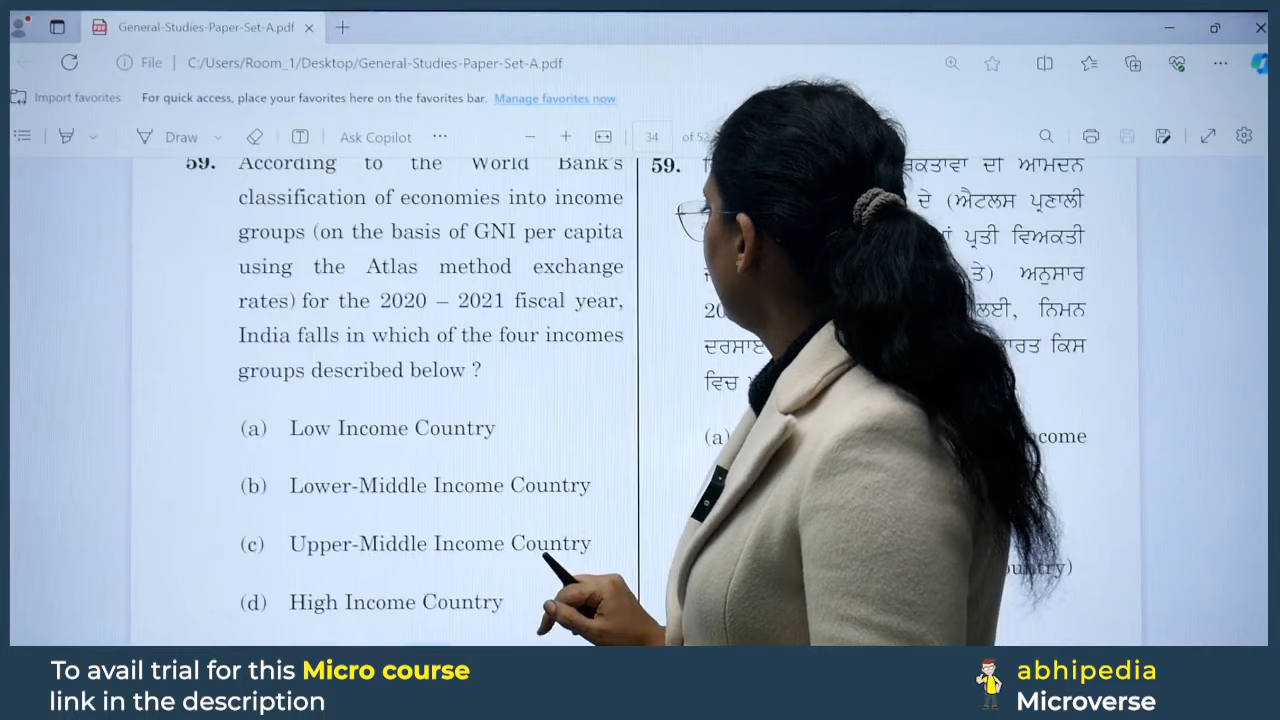 General-Studies-Paper-Set-A.pdf
File C:/Users/Room_1/Desktop/General-Studies-Paper-Set-A.pdf
Import favorites For quick access, place your favorites here on the favorites bar. Manage favorites now
Draw Ask Copilot 34 of 52
59. According to the World Bank's
classification of economies into income
groups (on the basis of GNI per capita
using the Atlas method exchange
rates) for the 2020 – 2021 fiscal year,
India falls in which of the four incomes
groups described below ?
(a) Low Income Country
(b) Lower-Middle Income Country
(c) Upper-Middle Income Country
(d) High Income Country
59.
ਦੀ ਆਮਦਨ
ਦੇ (ਐਟਲਸ ਪ੍ਰਣਾਲੀ
ਪ੍ਰਤੀ ਵਿਅਕਤੀ
ਅਨੁਸਾਰ
ਨਿਮਨ
ਕਿਸ
ਵਿਚ
(a)
To avail trial for this Micro course
link in the description
abhipedia
Microverse